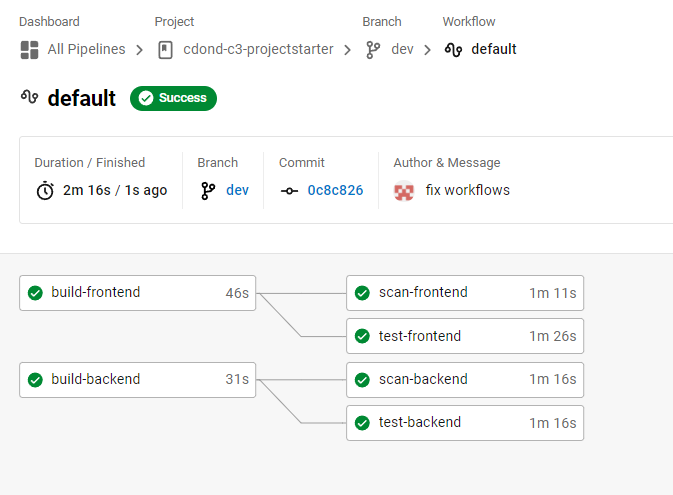 Dashboard Project Branch Workflow
All Pipelines cdond-c3-projectstarter dev default
default Success
Duration / Finished Branch Commit Author & Message
2m 16s / 1s ago dev 0c8c826 fix workflows
build-frontend 46s scan-frontend 1m 11s
test-frontend 1m 26s
build-backend 31s scan-backend 1m 16s
test-backend 1m 16s